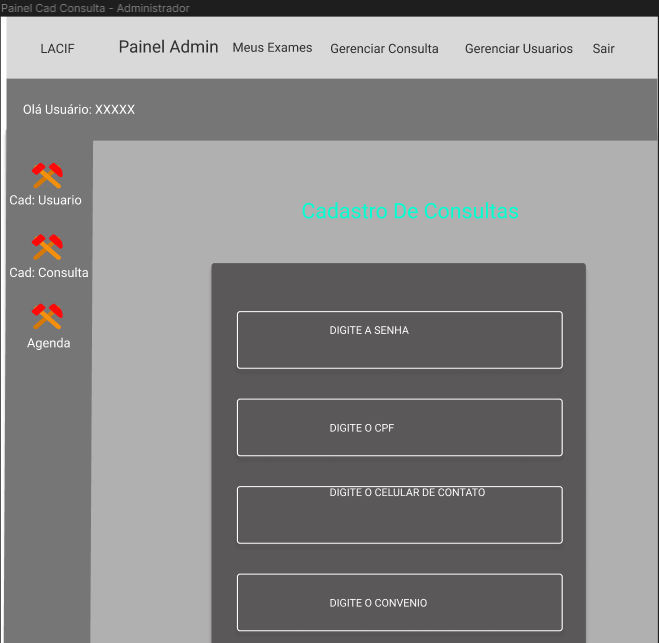 Painel Cad Consulta - Administrador
LACIF Painel Admin Meus Exames Gerenciar Consulta Gerenciar Usuarios Sair
Olá Usuário: XXXXX
Cad: Usuario
Cadastro De Consultas
Cad: Consulta
Agenda
DIGITE A SENHA
DIGITE O CPF
DIGITE O CELULAR DE CONTATO
DIGITE O CONVENIO